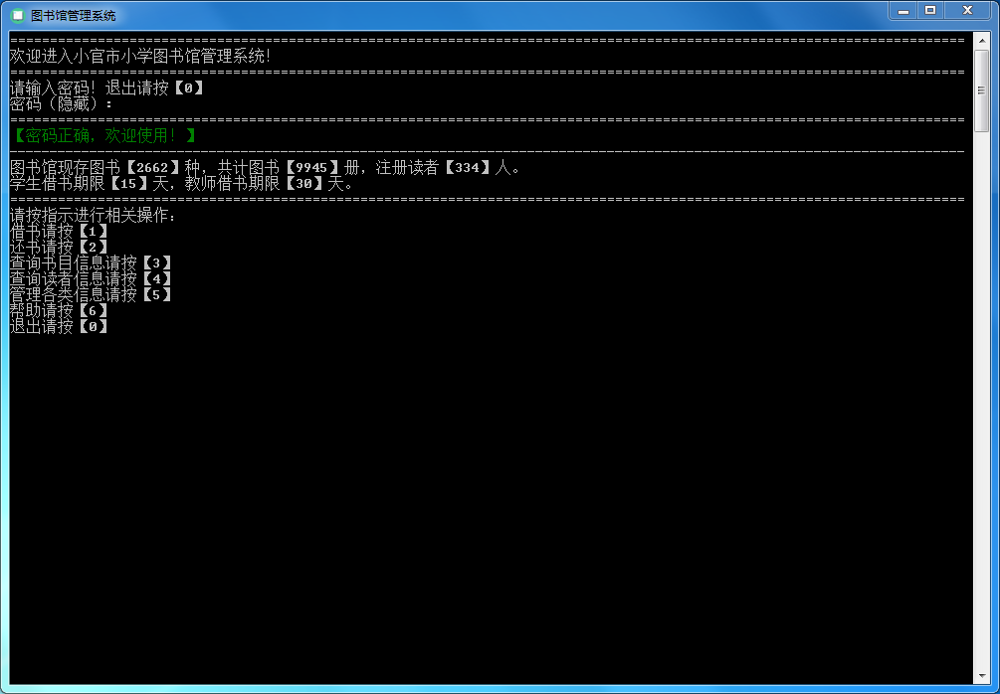 图书馆管理系统
========================================================================================================================
欢迎进入小官市小学图书馆管理系统!
========================================================================================================================
请输入密码! 退出请按【0】
密码(隐藏):
========================================================================================================================
【密码正确，欢迎使用! 】
------------------------------------------------------------------------------------------------------------------------
图书馆现存图书【2662】种，共计图书【9945】册，注册读者【334】人。
学生借书期限【15】天，教师借书期限【30】天。
========================================================================================================================
请按指示进行相关操作:
借书请按【1】
还书请按【2】
查询书目信息请按【3】
查询读者信息请按【4】
管理各类信息请按【5】
帮助请按【6】
退出请按【0】